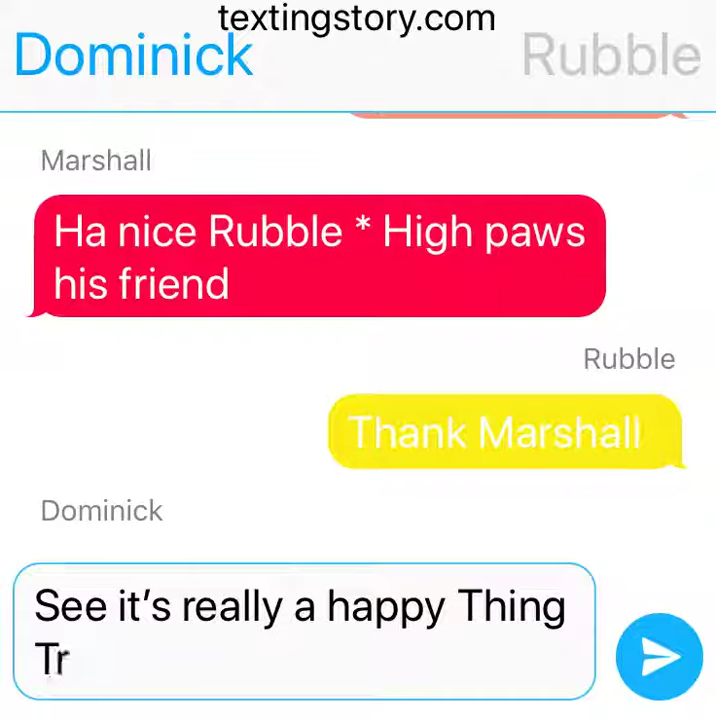 textingstory.com
Dominick
Rubble
Marshall
Ha nice Rubble * High paws
his friend
Rubble
Thank Marshall
Dominick
See it’s really a happy Thing
Tr